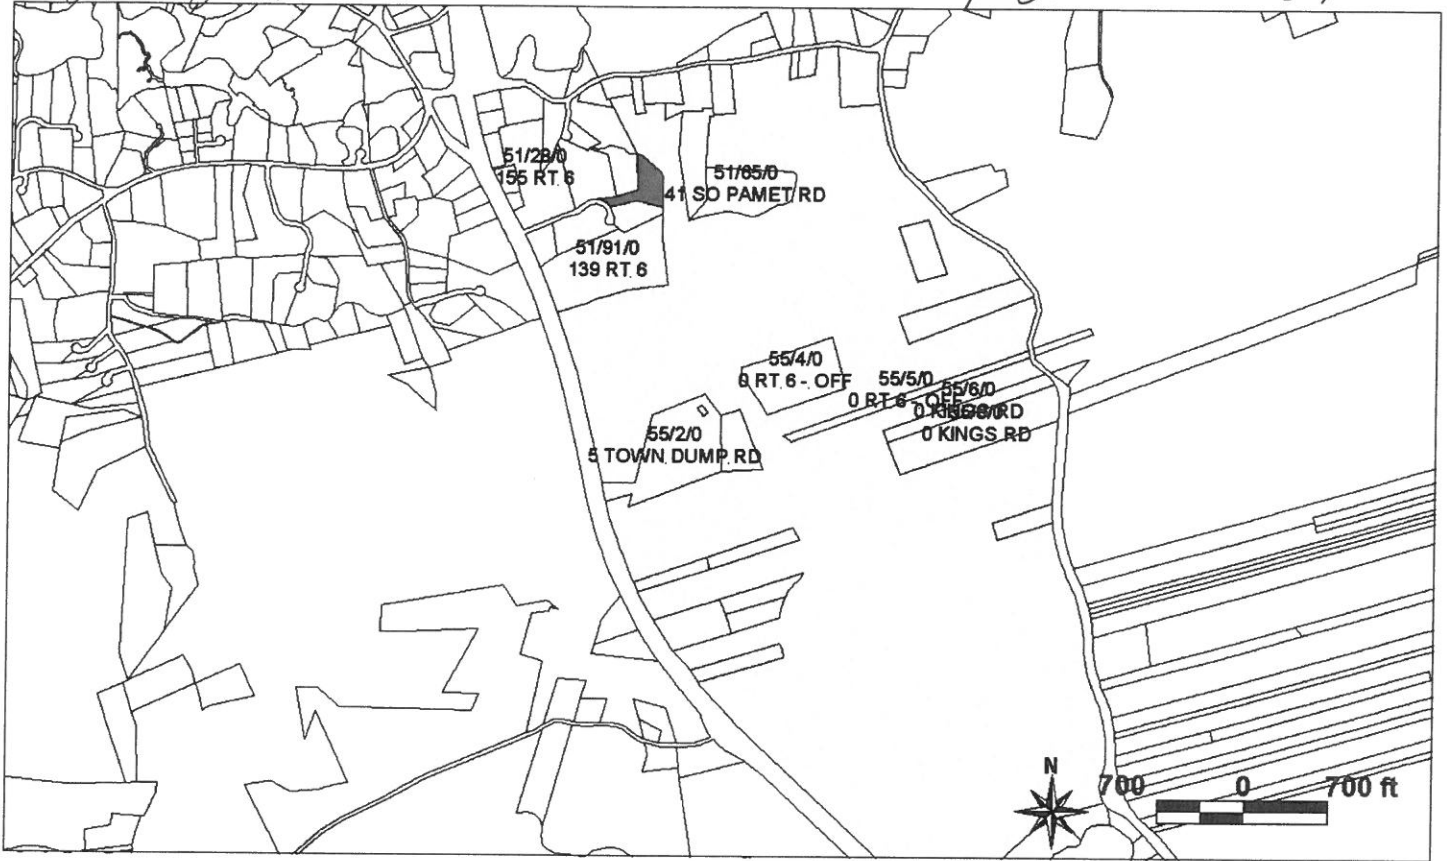 51/28/0
155 RT. 6
51/65/0
41 SO PAMET RD
51/91/0
139 RT. 6
55/4/0
0 RT. 6 - OFF
55/5/0
0 RT. 6 - OFF
55/6/0
0 KINGS RD
0 KINGS RD
55/2/0
5 TOWN DUMP RD
N
700 0 700 ft